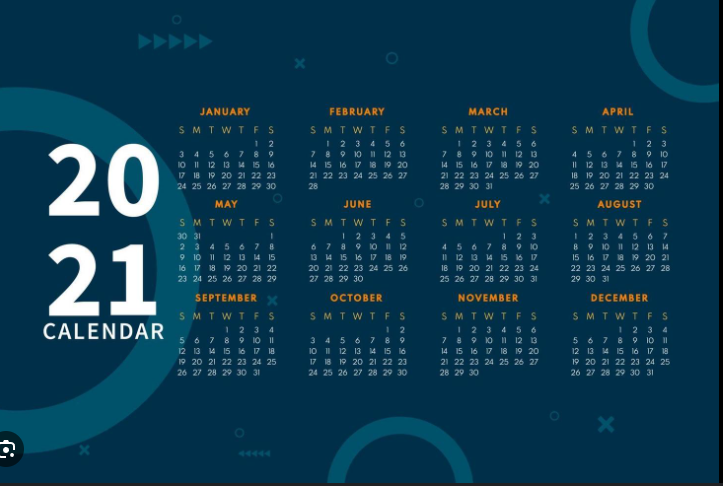 20
21
CALENDAR
JANUARY
S M T W T F S
1 2
3 4 5 6 7 8 9
10 11 12 13 14 15 16
17 18 19 20 21 22 23
24 25 26 27 28 29 30
FEBRUARY
S M T W T F S
1 2 3 4 5 6
7 8 9 10 11 12 13
14 15 16 17 18 19 20
21 22 23 24 25 26 27
28
MARCH
S M T W T F S
1 2 3 4 5 6
7 8 9 10 11 12 13
14 15 16 17 18 19 20
21 22 23 24 25 26 27
28 29 30 31
APRIL
S M T W T F S
1 2 3
4 5 6 7 8 9 10
11 12 13 14 15 16 17
18 19 20 21 22 23 24
25 26 27 28 29 30
MAY
S M T W T F S
30 31 1
2 3 4 5 6 7 8
9 10 11 12 13 14 15
16 17 18 19 20 21 22
23 24 25 26 27 28 29
JUNE
S M T W T F S
1 2 3 4 5
6 7 8 9 10 11 12
13 14 15 16 17 18 19
20 21 22 23 24 25 26
27 28 29 30
JULY
S M T W T F S
1 2 3
4 5 6 7 8 9 10
11 12 13 14 15 16 17
18 19 20 21 22 23 24
25 26 27 28 29 30 31
AUGUST
S M T W T F S
1 2 3 4 5 6 7
8 9 10 11 12 13 14
15 16 17 18 19 20 21
22 23 24 25 26 27 28
29 30 31
SEPTEMBER
S M T W T F S
1 2 3 4
5 6 7 8 9 10 11
12 13 14 15 16 17 18
19 20 21 22 23 24 25
26 27 28 29 30 31
OCTOBER
S M T W T F S
1 2
3 4 5 6 7 8 9
10 11 12 13 14 15 16
17 18 19 20 21 22 23
24 25 26 27 28 29 30
NOVEMBER
S M T W T F S
1 2 3 4 5 6
7 8 9 10 11 12 13
14 15 16 17 18 19 20
21 22 23 24 25 26 27
28 29 30
DECEMBER
S M T W T F S
1 2 3 4
5 6 7 8 9 10 11
12 13 14 15 16 17 18
19 20 21 22 23 24 25
26 27 28 29 30 31